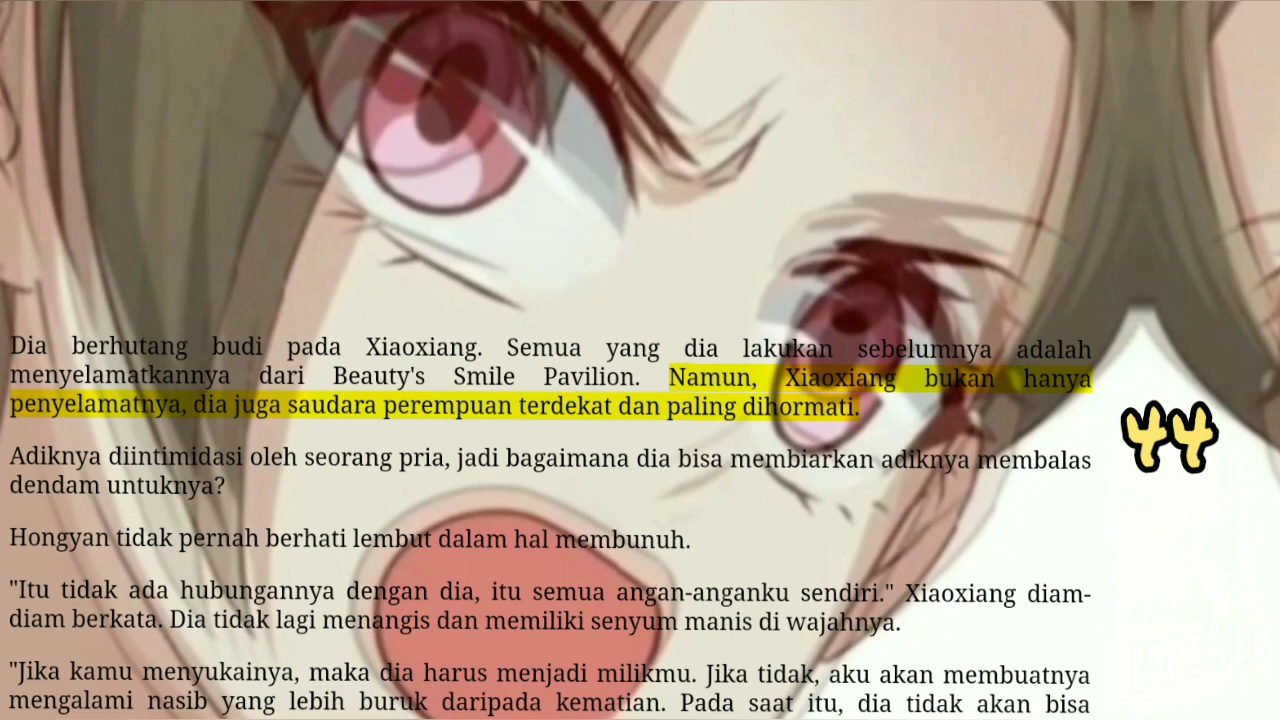 Dia berhutang budi pada Xiaoxiang. Semua yang dia lakukan sebelumnya adalah
menyelamatkannya dari Beauty's Smile Pavilion. Namun, Xiaoxiang bukan hanya
penyelamatnya, dia juga saudara perempuan terdekat dan paling dihormati.
Adiknya diintimidasi oleh seorang pria, jadi bagaimana dia bisa membiarkan adiknya membalas
dendam untuknya?
44
Hongyan tidak pernah berhati lembut dalam hal membunuh.
"Itu tidak ada hubungannya dengan dia, itu semua angan-anganku sendiri." Xiaoxiang diam-
diam berkata. Dia tidak lagi menangis dan memiliki senyum manis di wajahnya.
"Jika kamu menyukainya, maka dia harus menjadi milikmu. Jika tidak, aku akan membuatnya
mengalami nasib yang lebih buruk daripada kematian. Pada saat itu, dia tidak akan bisa